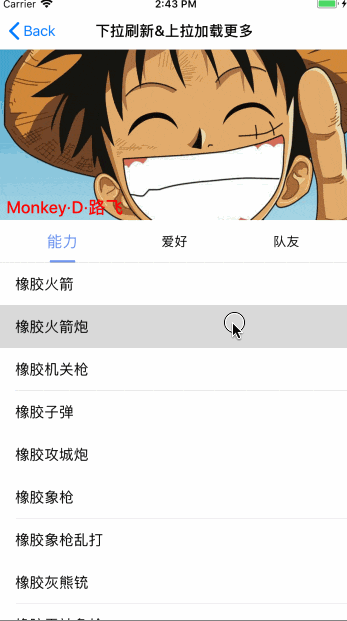 Carrier 2:43 PM
Back 下拉刷新&上拉加载更多
Monkey·D·路飞
能力 爱好 队友
橡胶火箭
橡胶火箭炮
橡胶机关枪
橡胶子弹
橡胶攻城炮
橡胶象枪
橡胶象枪乱打
橡胶灰熊铳